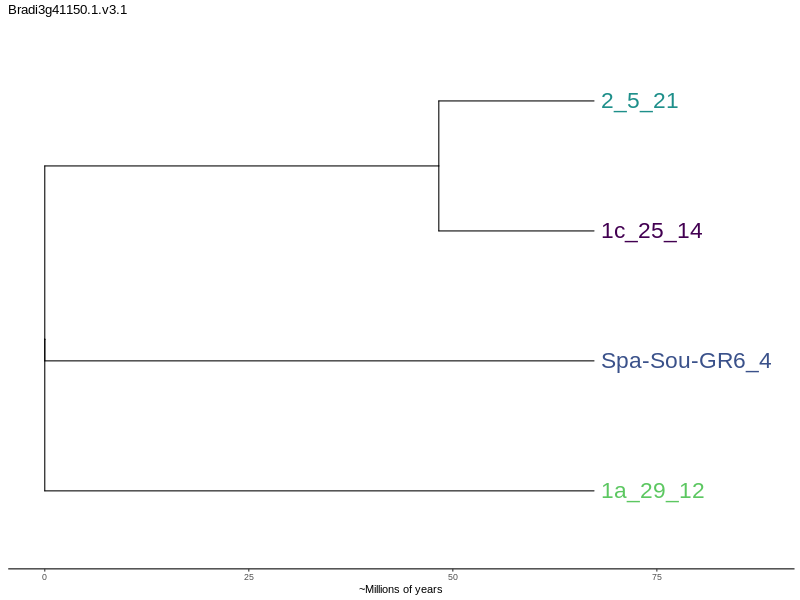 Bradi3g41150.1.v3.1
2_5_21
1c_25_14
Spa-Sou-GR6_4
1a_29_12
0 25 50 75
~Millions of years